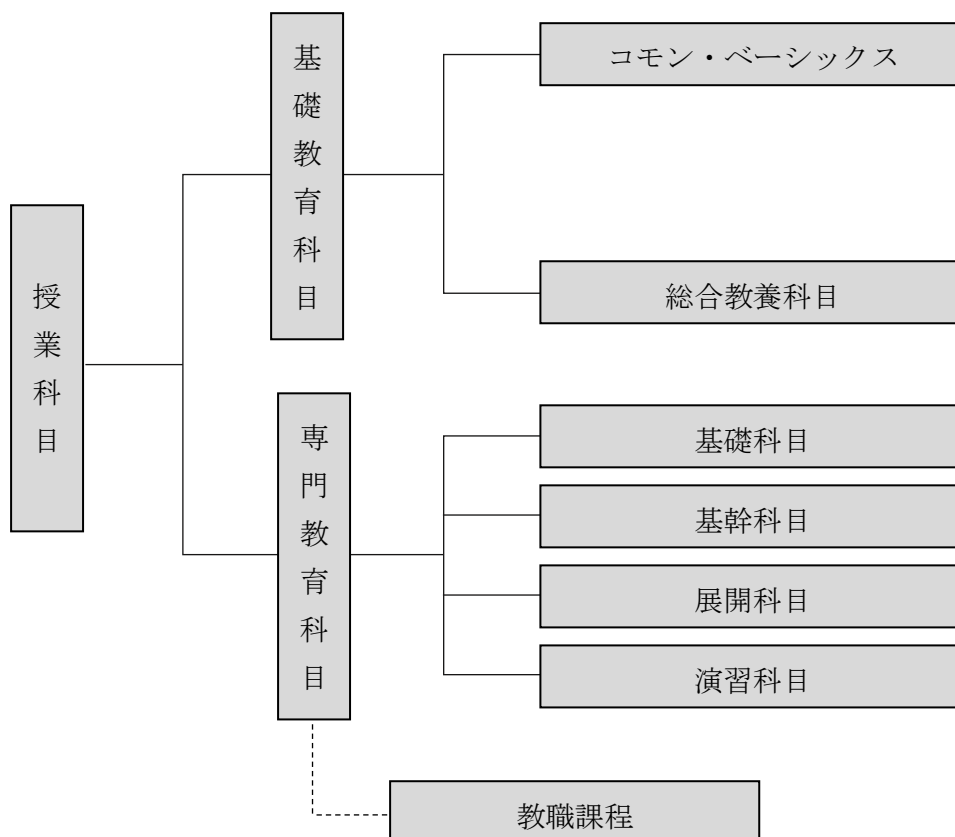 授業科目
基礎教育科目
コモン・ベーシックス
総合教養科目
専門教育科目
基礎科目
基幹科目
展開科目
演習科目
教職課程